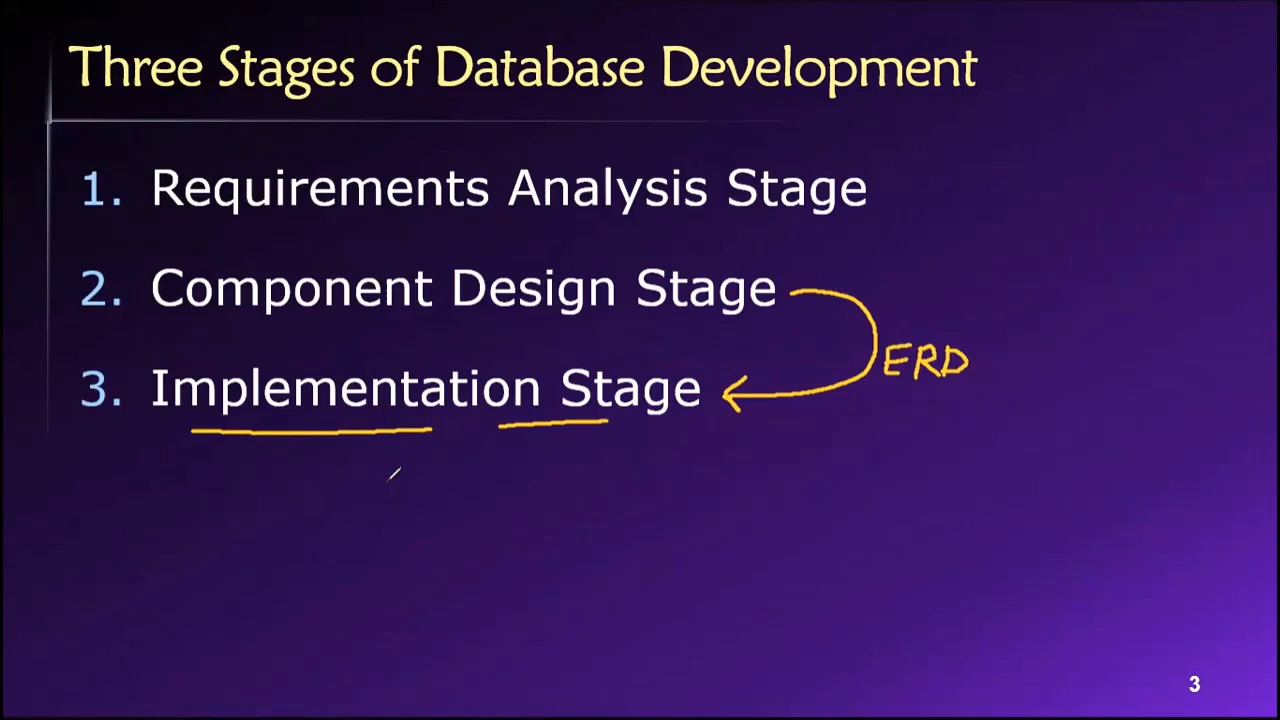 Three Stages of Database Development
1. Requirements Analysis Stage
2. Component Design Stage
ERD
3. Implementation Stage
3